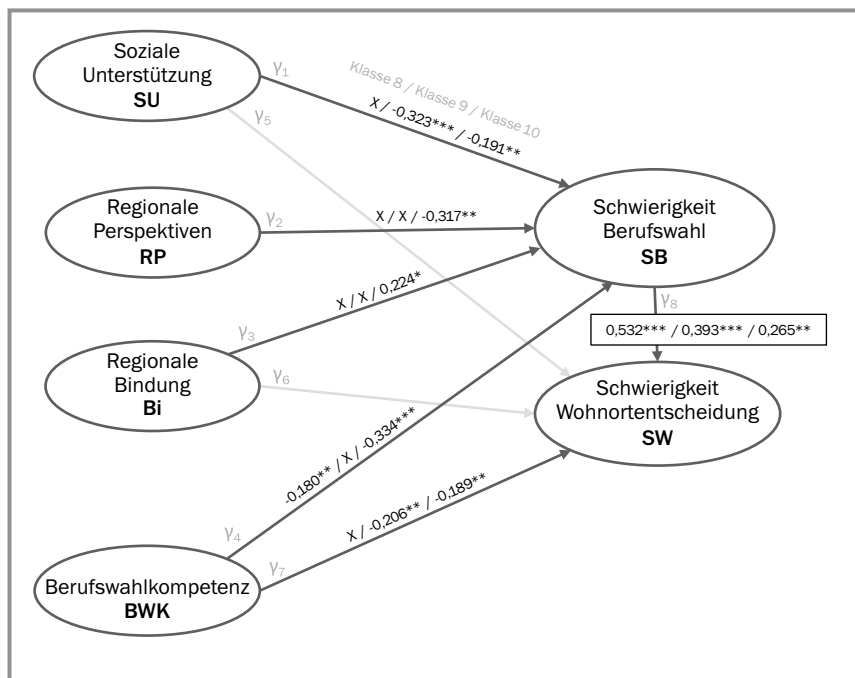 Soziale
Unterstützung
SU
γ1
Klasse 8 / Klasse 9 / Klasse 10
X / -0,323*** / -0,191**
γ5
Regionale
Perspektiven
RP
γ2
X / X / -0,317**
Schwierigkeit
Berufswahl
SB
X / X / 0,224*
γ3
γ8
0,532*** / 0,393*** / 0,265**
Regionale
Bindung
Bi
γ6
Schwierigkeit
Wohnortentscheidung
SW
-0,180** / X / -0,334***
X / -0,206** / -0,189**
γ4
Berufswahlkompetenz
BWK
γ7